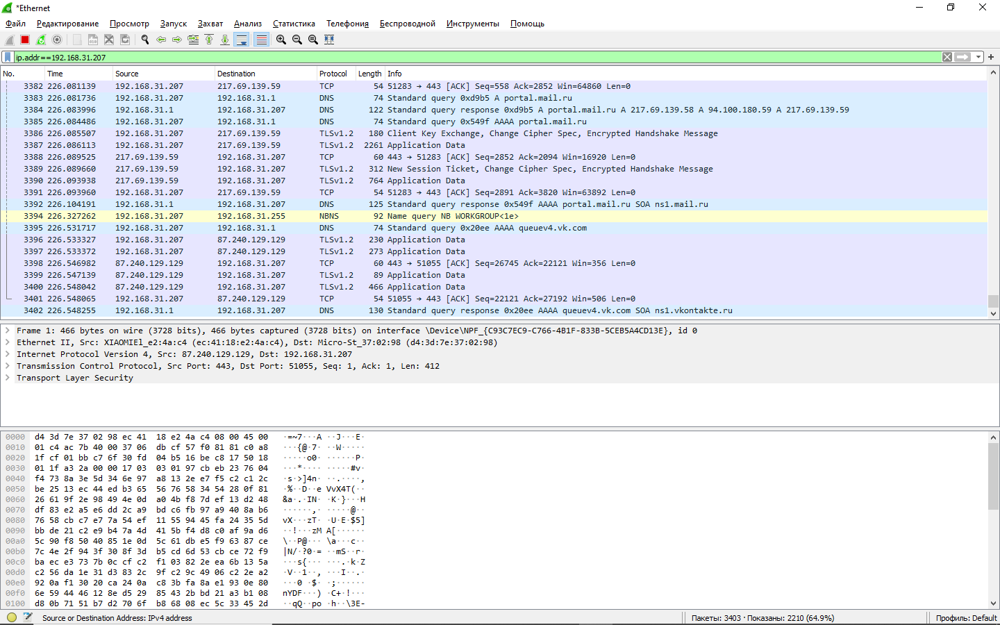 *Ethernet
Файл Редактирование Просмотр Запуск Захват Анализ Статистика Телефония Беспроводной Инструменты Помощь
ip.addr==192.168.31.207
No. Time Source Destination Protocol Length Info
3382 226.081139 192.168.31.207 217.69.139.59 TCP 54 51283 → 443 [ACK] Seq=558 Ack=2852 Win=64860 Len=0
3383 226.081736 192.168.31.207 192.168.31.1 DNS 74 Standard query 0xd9b5 A portal.mail.ru
3384 226.083996 192.168.31.1 192.168.31.207 DNS 122 Standard query response 0xd9b5 A portal.mail.ru A 217.69.139.58 A 94.100.180.59 A 217.69.139.59
3385 226.084486 192.168.31.207 192.168.31.1 DNS 74 Standard query 0x549f AAAA portal.mail.ru
3386 226.085507 192.168.31.207 217.69.139.59 TLSv1.2 180 Client Key Exchange, Change Cipher Spec, Encrypted Handshake Message
3387 226.086113 192.168.31.207 217.69.139.59 TLSv1.2 2261 Application Data
3388 226.089525 217.69.139.59 192.168.31.207 TCP 60 443 → 51283 [ACK] Seq=2852 Ack=2094 Win=16920 Len=0
3389 226.089660 217.69.139.59 192.168.31.207 TLSv1.2 312 New Session Ticket, Change Cipher Spec, Encrypted Handshake Message
3390 226.093938 217.69.139.59 192.168.31.207 TLSv1.2 764 Application Data
3391 226.093960 192.168.31.207 217.69.139.59 TCP 54 51283 → 443 [ACK] Seq=2891 Ack=3820 Win=63892 Len=0
3392 226.104191 192.168.31.1 192.168.31.207 DNS 125 Standard query response 0x549f AAAA portal.mail.ru SOA ns1.mail.ru
3394 226.327262 192.168.31.207 192.168.31.255 NBNS 92 Name query NB WORKGROUP<1e>
3395 226.531717 192.168.31.207 192.168.31.1 DNS 74 Standard query 0x20ee AAAA queuev4.vk.com
3396 226.533327 192.168.31.207 87.240.129.129 TLSv1.2 230 Application Data
3397 226.533372 192.168.31.207 87.240.129.129 TLSv1.2 273 Application Data
3398 226.546982 87.240.129.129 192.168.31.207 TCP 60 443 → 51055 [ACK] Seq=26745 Ack=22121 Win=356 Len=0
3399 226.547139 87.240.129.129 192.168.31.207 TLSv1.2 89 Application Data
3400 226.548042 87.240.129.129 192.168.31.207 TLSv1.2 466 Application Data
3401 226.548065 192.168.31.207 87.240.129.129 TCP 54 51055 → 443 [ACK] Seq=22121 Ack=27192 Win=506 Len=0
3402 226.548255 192.168.31.1 192.168.31.207 DNS 130 Standard query response 0x20ee AAAA queuev4.vk.com SOA ns1.vkontakte.ru
Frame 1: 466 bytes on wire (3728 bits), 466 bytes captured (3728 bits) on interface \Device\NPF_{C93C7EC9-C766-4B1F-833B-5CEB5A4CD13E}, id 0
Ethernet II, Src: XIAOMIEl_e2:4a:c4 (ec:41:18:e2:4a:c4), Dst: Micro-St_37:02:98 (d4:3d:7e:37:02:98)
Internet Protocol Version 4, Src: 87.240.129.129, Dst: 192.168.31.207
Transmission Control Protocol, Src Port: 443, Dst Port: 51055, Seq: 1, Ack: 1, Len: 412
Transport Layer Security
0000 d4 3d 7e 37 02 98 ec 41 18 e2 4a c4 08 00 45 00 ·=~7···A ··J···E·
0010 01 c4 ac 7b 40 00 37 06 db cf 57 f0 81 81 c0 a8 ···{@·7· ··W·····
0020 1f cf 01 bb c7 6f 30 fd 04 b5 16 be c8 17 50 18 ·····o0· ······P·
0030 01 1f a3 2a 00 00 17 03 03 01 97 cb eb 23 76 04 ···*···· ·····#v·
0040 f4 73 8a 3e 5d 34 6e 97 a8 13 2e e7 f5 c2 c1 2c ·s·>]4n· ··.····,
0050 be 25 13 ec 44 ed b3 65 56 76 58 34 54 28 0f 81 ·%··D··e VvX4T(··
0060 26 61 9f 2e 98 49 4e 0d a0 4b f8 7d ef 13 d2 48 &a·.·IN· ·K·}···H
0070 df 83 e2 a5 e6 dd 2c a9 bd c6 fb 97 a9 40 8a b6 ······,· ·····@··
0080 76 58 cb c7 e7 7a 54 ef 11 55 94 45 fa 24 35 5d vX···zT· ·U·E·$5]
0090 bb de 21 c2 e9 b4 7a 4d 41 5b f4 d8 c0 af 9a d6 ··!···zM A[······
00a0 5c 90 f8 50 40 85 1e 0d 5c 61 db e5 f9 63 87 ce \··P@··· \a···c··
00b0 7c 4e 2f 94 3f 30 8f 3d b5 cd 6d 53 cb ce 72 f9 |N/·?0·= ··mS··r·
00c0 ba ec e3 73 7b 0c cf c2 f1 03 82 2e ea 6b 13 5a ···s{··· ···.·k·Z
00d0 c2 56 da 1e 31 d3 83 2c 9f c2 9c 49 06 c2 2e a2 ·V··1··, ···I··.·
00e0 92 0a f1 30 20 ca 24 0a c8 3b fa 8a e1 93 0e 80 ···0 ·$· ·;······
00f0 6e 59 44 46 12 8e d5 29 85 43 2b bd 21 a3 b1 08 nYDF···) ·C+·!···
0100 d8 0b 71 51 b7 d2 70 6f b8 68 08 ec 5c 33 45 2d ··qQ··po ·h··\3E-
Source or Destination Address: IPv4 address Пакеты: 3403 · Показаны: 2210 (64.9%) Профиль: Default